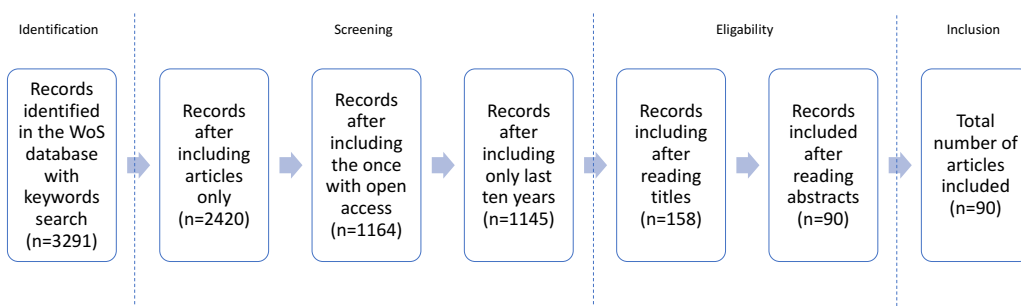 Identification
Screening
Eligability
Inclusion
Records
identified
in the WoS
database
with
keywords
search
(n=3291)
Records
after
including
articles
only
(n=2420)
Records
after
including
the once
with open
access
(n=1164)
Records
after
including
only last
ten years
(n=1145)
Records
including
after
reading
titles
(n=158)
Records
included
after
reading
abstracts
(n=90)
Total
number of
articles
included
(n=90)